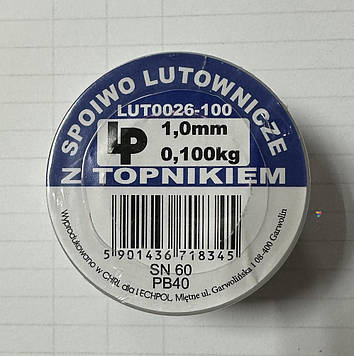 SPOIWO LUTOWNICZE
LUT0026-100
LP
1,0mm
0,100kg
Z TOPNIKIEM
5 901436 718345
SN 60
PB40
Wyprodukowano w CHRL dla LECHPOL, Miętne ul. Garwolińska 1 08-400 Garwolin